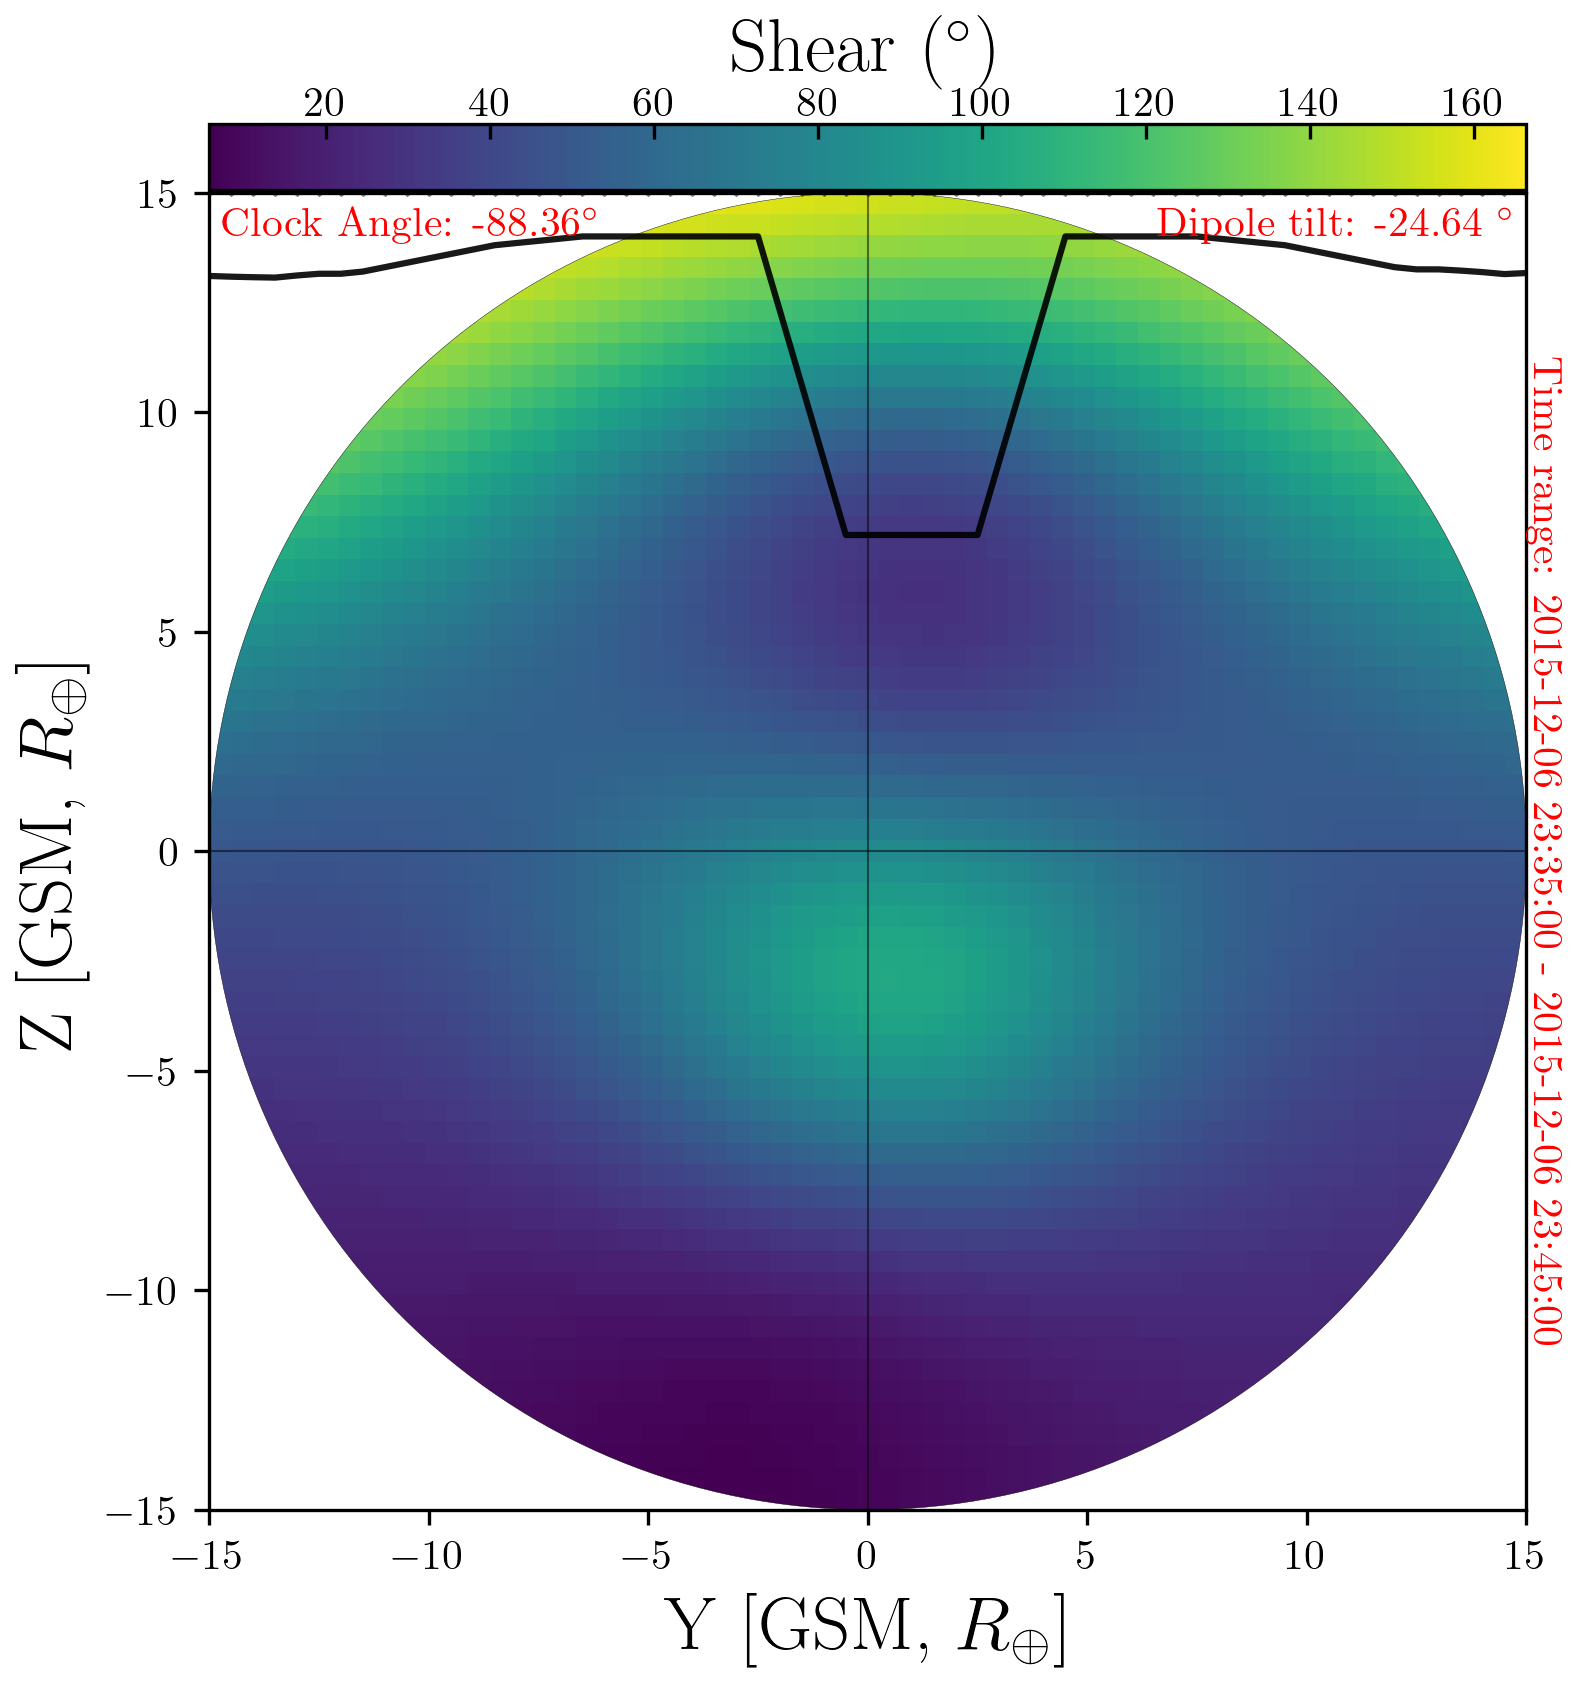 Shear (°)
20 40 60 80 100 120 140 160
Clock Angle: -88.36°
Dipole tilt: -24.64 °
15
10
5
0
−5
−10
−15
Z [GSM, R⊕]
Time range: 2015-12-06 23:35:00 - 2015-12-06 23:45:00
−15 −10 −5 0 5 10 15
Y [GSM, R⊕]